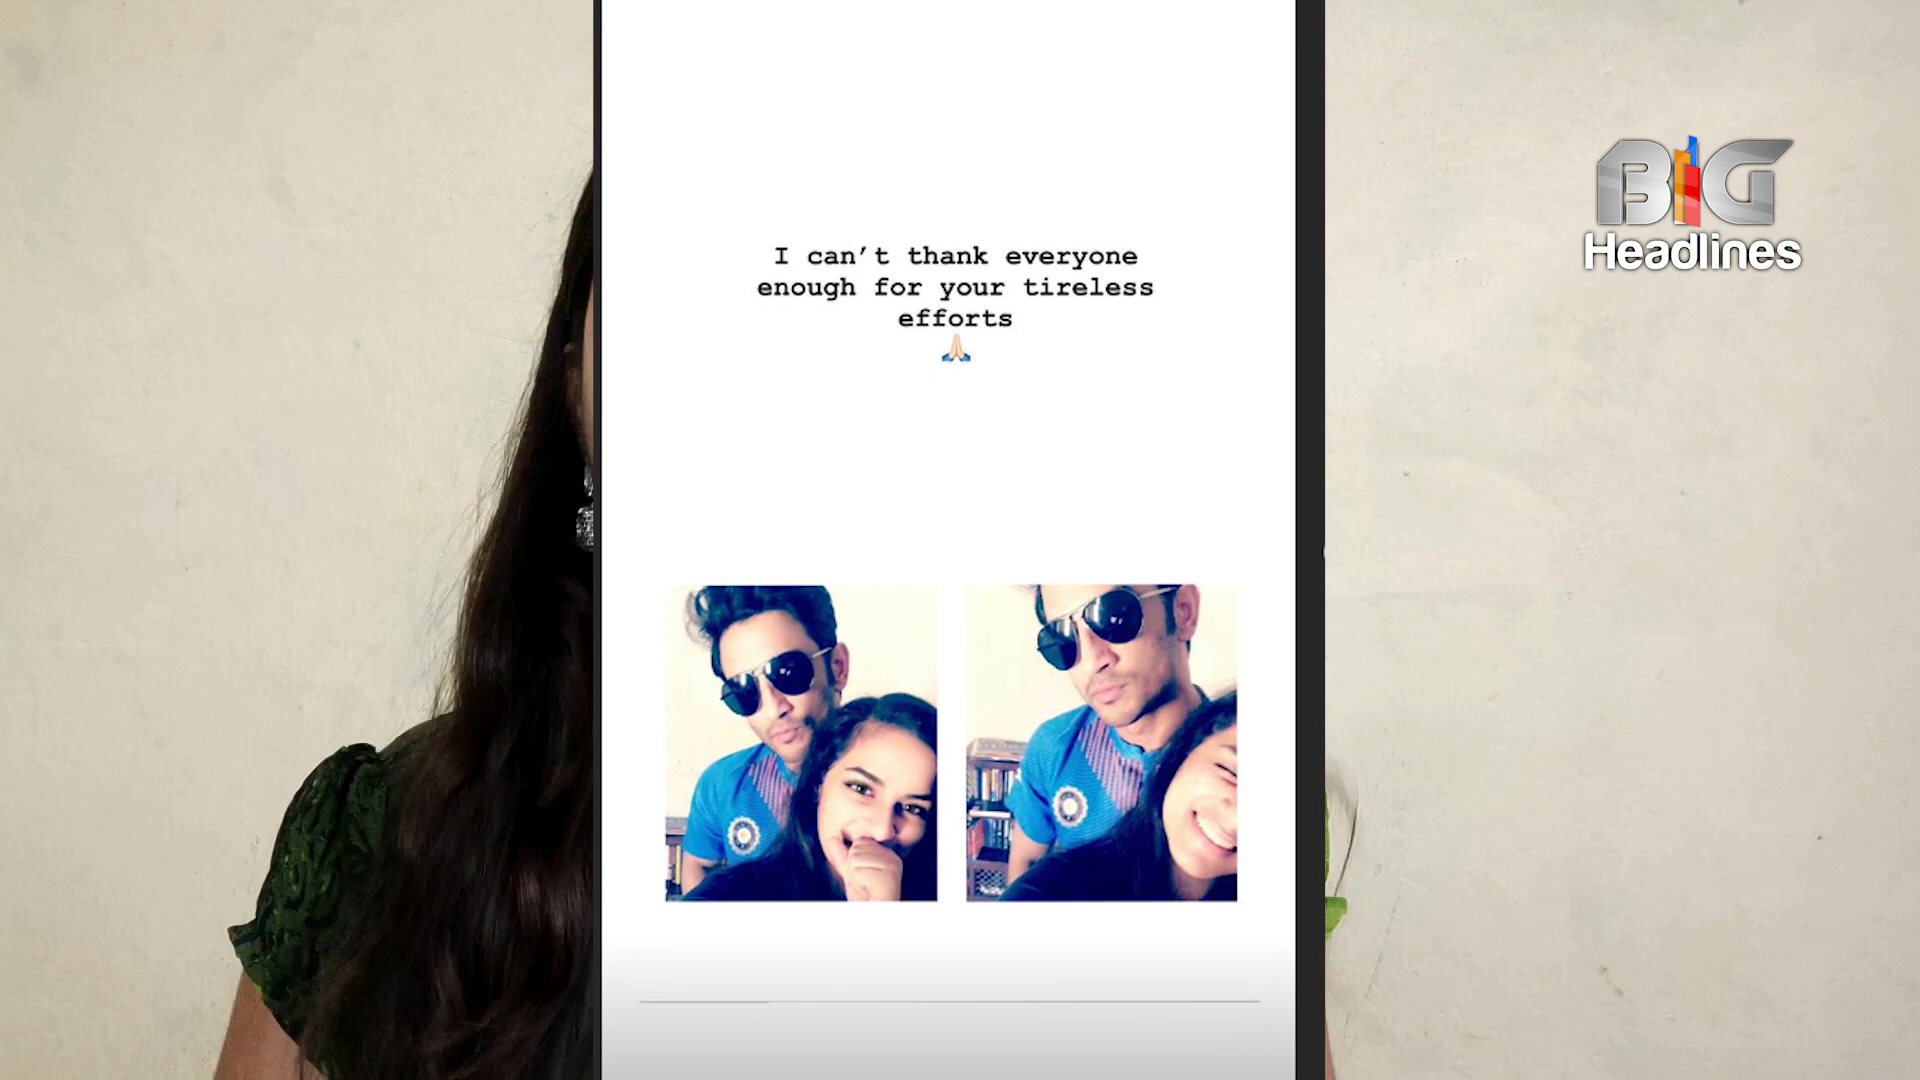 I can't thank everyone
enough for your tireless
efforts
🙏🏻
BIG
Headlines